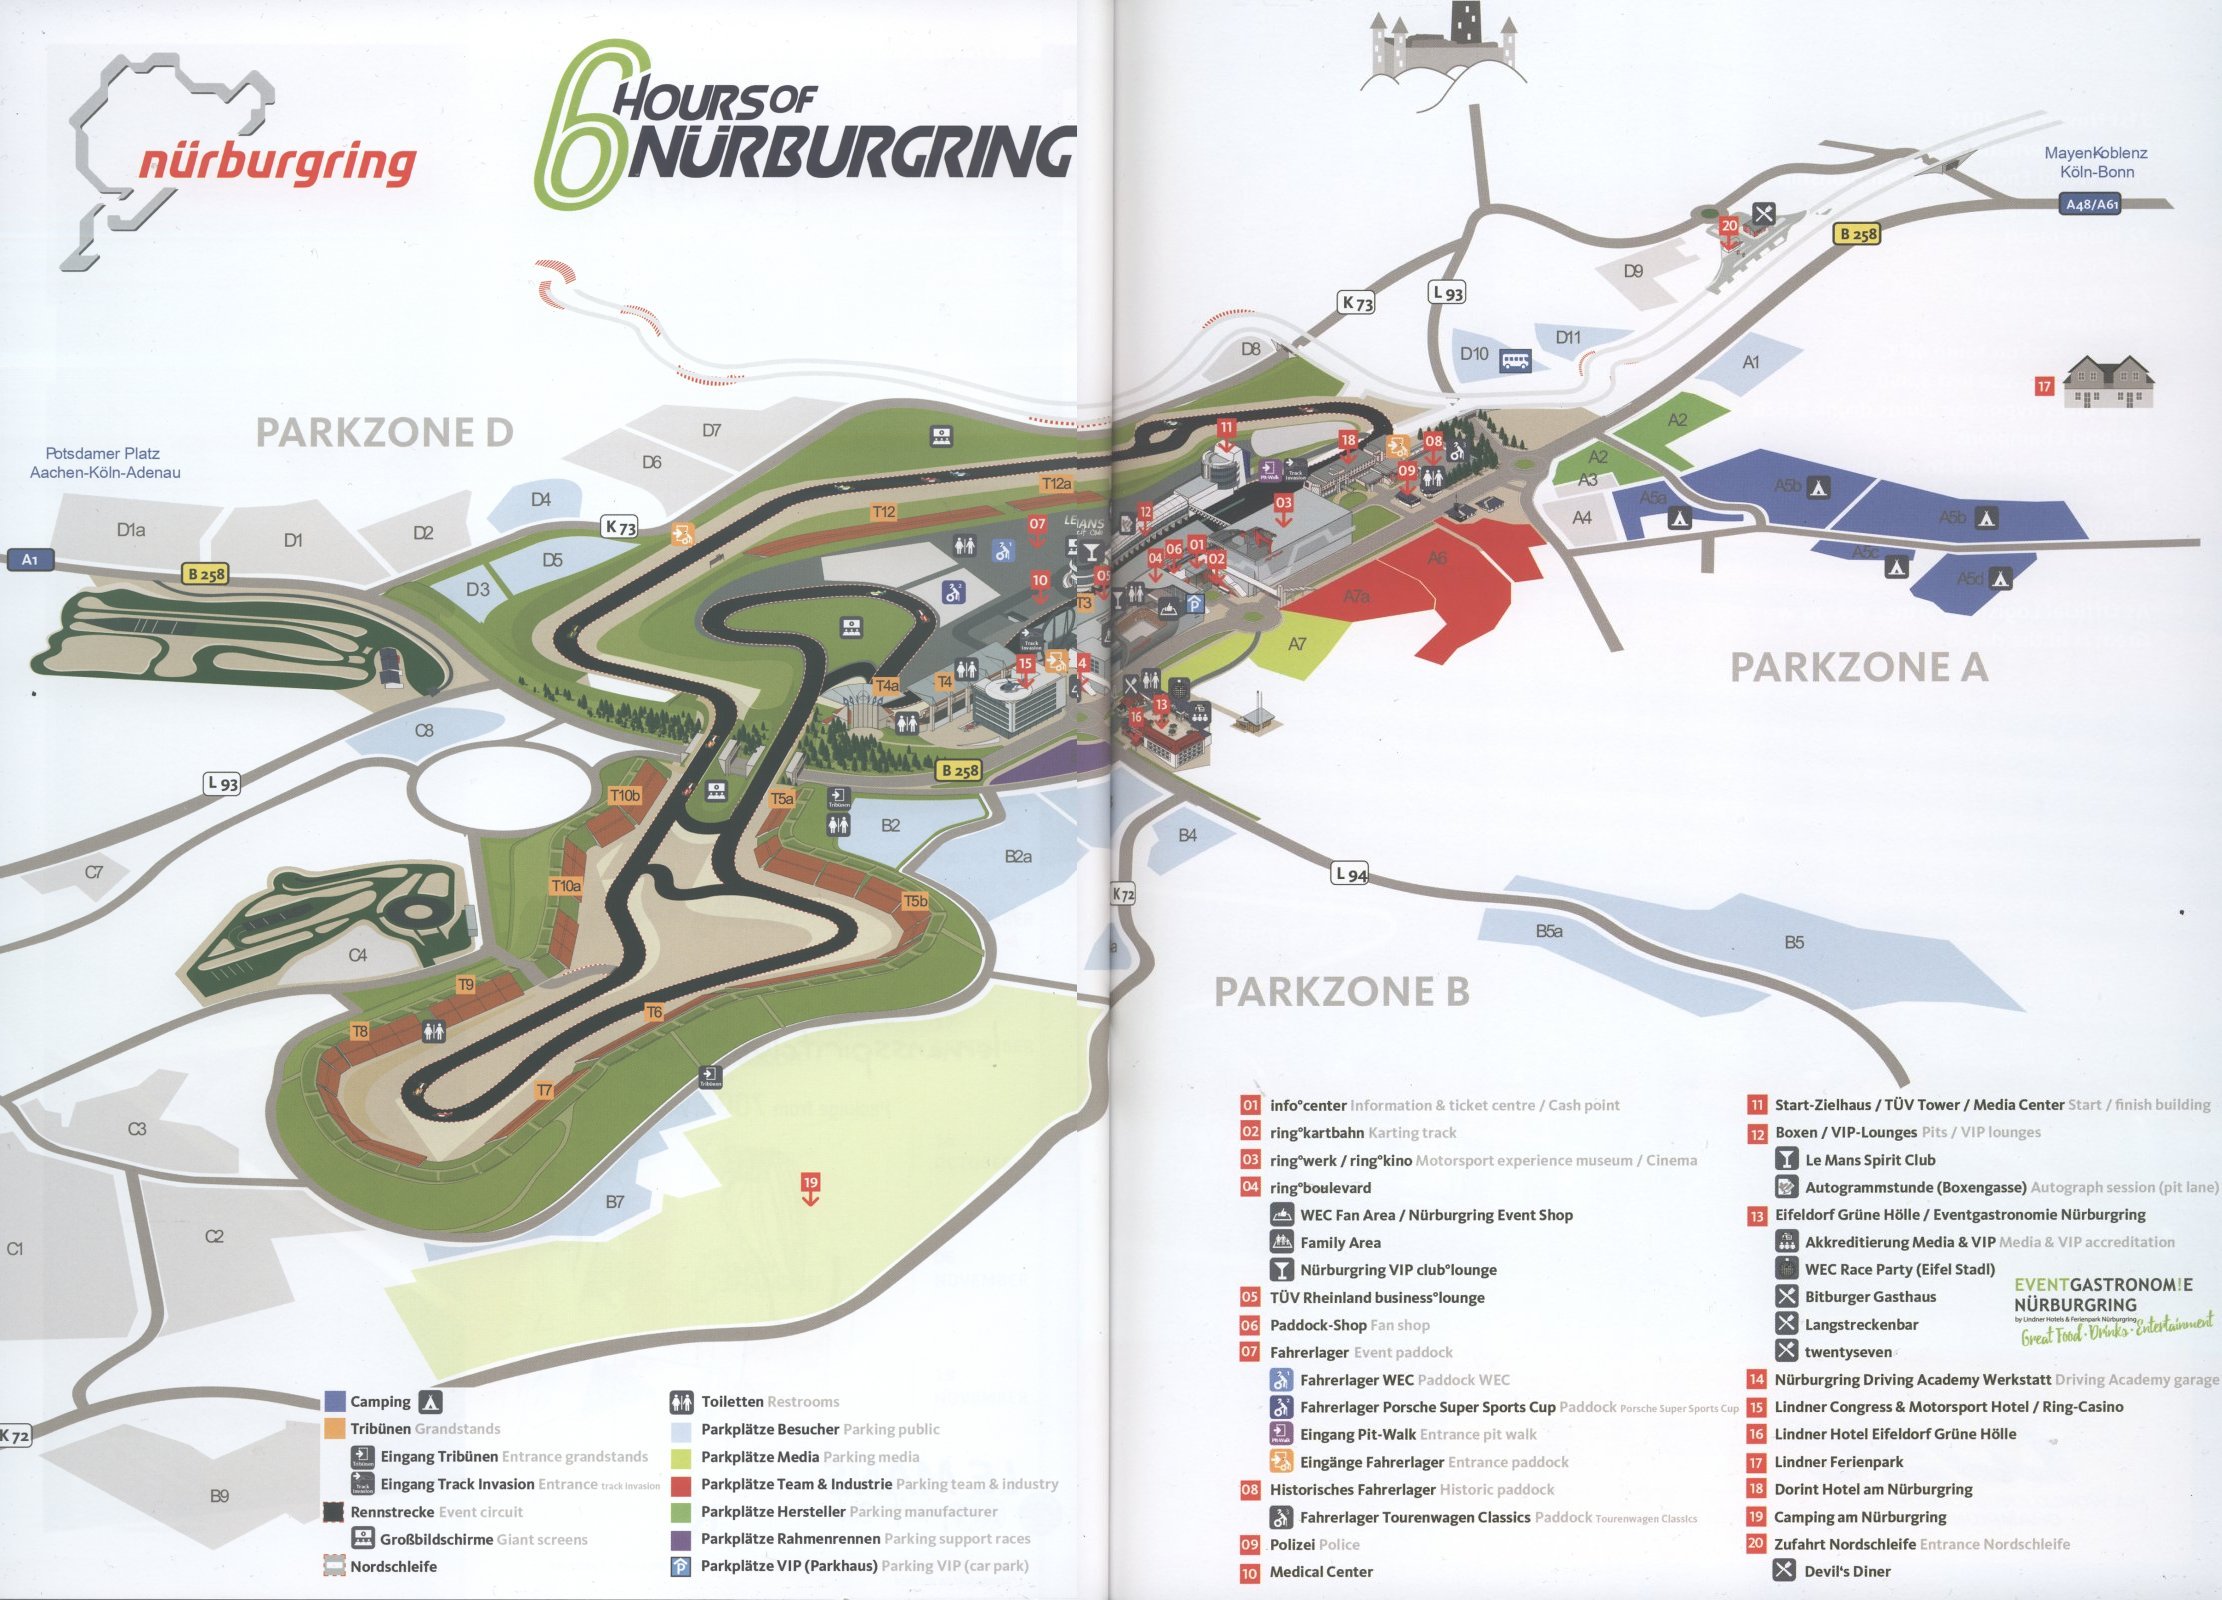 nürburgring
6 HOURS OF
NÜRBURGRING
MayenKoblenz
Köln-Bonn
A48/A61
B 258
20
D9
K 73
L 93
D8
D10
D11
A1
17
PARKZONE D
D7
D6
Potsdamer Platz
Aachen-Köln-Adenau
D4
D1a
D1
D2
K 73
D5
D3
A1
B 258
T12a
T12
07
10
11
18
08
09
Pit-Walk
Track
Invasion
03
12
06
01
04
02
05
T3
A2
A2
A3
A4
A5a
A5b
A5b
A5c
A5d
A6
A7a
A7
PARKZONE A
Track
Invasion
15
4
T4
T4a
13
16
C8
L 93
B 258
T10b
T5a
Tribünen
B2
B2a
B4
C7
T10a
T5b
K 72
L 94
C4
T9
T8
T6
T7
Tribünen
B5a
B5
PARKZONE B
C3
C2
C1
B7
19
K 72
B9
Camping
Tribünen Grandstands
Eingang Tribünen Entrance grandstands
Eingang Track Invasion Entrance track invasion
Rennstrecke Event circuit
Großbildschirme Giant screens
Nordschleife
Toiletten Restrooms
Parkplätze Besucher Parking public
Parkplätze Media Parking media
Parkplätze Team & Industrie Parking team & industry
Parkplätze Hersteller Parking manufacturer
Parkplätze Rahmenrennen Parking support races
Parkplätze VIP (Parkhaus) Parking VIP (car park)
01 info°center Information & ticket centre / Cash point
02 ring°kartbahn Karting track
03 ring°werk / ring°kino Motorsport experience museum / Cinema
04 ring°boulevard
WEC Fan Area / Nürburgring Event Shop
Family Area
Nürburgring VIP club°lounge
05 TÜV Rheinland business°lounge
06 Paddock-Shop Fan shop
07 Fahrerlager Event paddock
Fahrerlager WEC Paddock WEC
Fahrerlager Porsche Super Sports Cup Paddock Porsche Super Sports Cup
Eingang Pit-Walk Entrance pit walk
Eingänge Fahrerlager Entrance paddock
08 Historisches Fahrerlager Historic paddock
Fahrerlager Tourenwagen Classics Paddock Tourenwagen Classics
09 Polizei Police
10 Medical Center
11 Start-Zielhaus / TÜV Tower / Media Center Start / finish building
12 Boxen / VIP-Lounges Pits / VIP lounges
Le Mans Spirit Club
Autogrammstunde (Boxengasse) Autograph session (pit lane)
13 Eifeldorf Grüne Hölle / Eventgastronomie Nürburgring
Akkreditierung Media & VIP Media & VIP accreditation
WEC Race Party (Eifel Stadl)
Bitburger Gasthaus
Langstreckenbar
twentyseven
EVENTGASTRONOM!E
NÜRBURGRING
by Lindner Hotels & Ferienpark Nürburgring
Great Food · Drinks · Entertainment
14 Nürburgring Driving Academy Werkstatt Driving Academy garage
15 Lindner Congress & Motorsport Hotel / Ring-Casino
16 Lindner Hotel Eifeldorf Grüne Hölle
17 Lindner Ferienpark
18 Dorint Hotel am Nürburgring
19 Camping am Nürburgring
20 Zufahrt Nordschleife Entrance Nordschleife
Devil's Diner